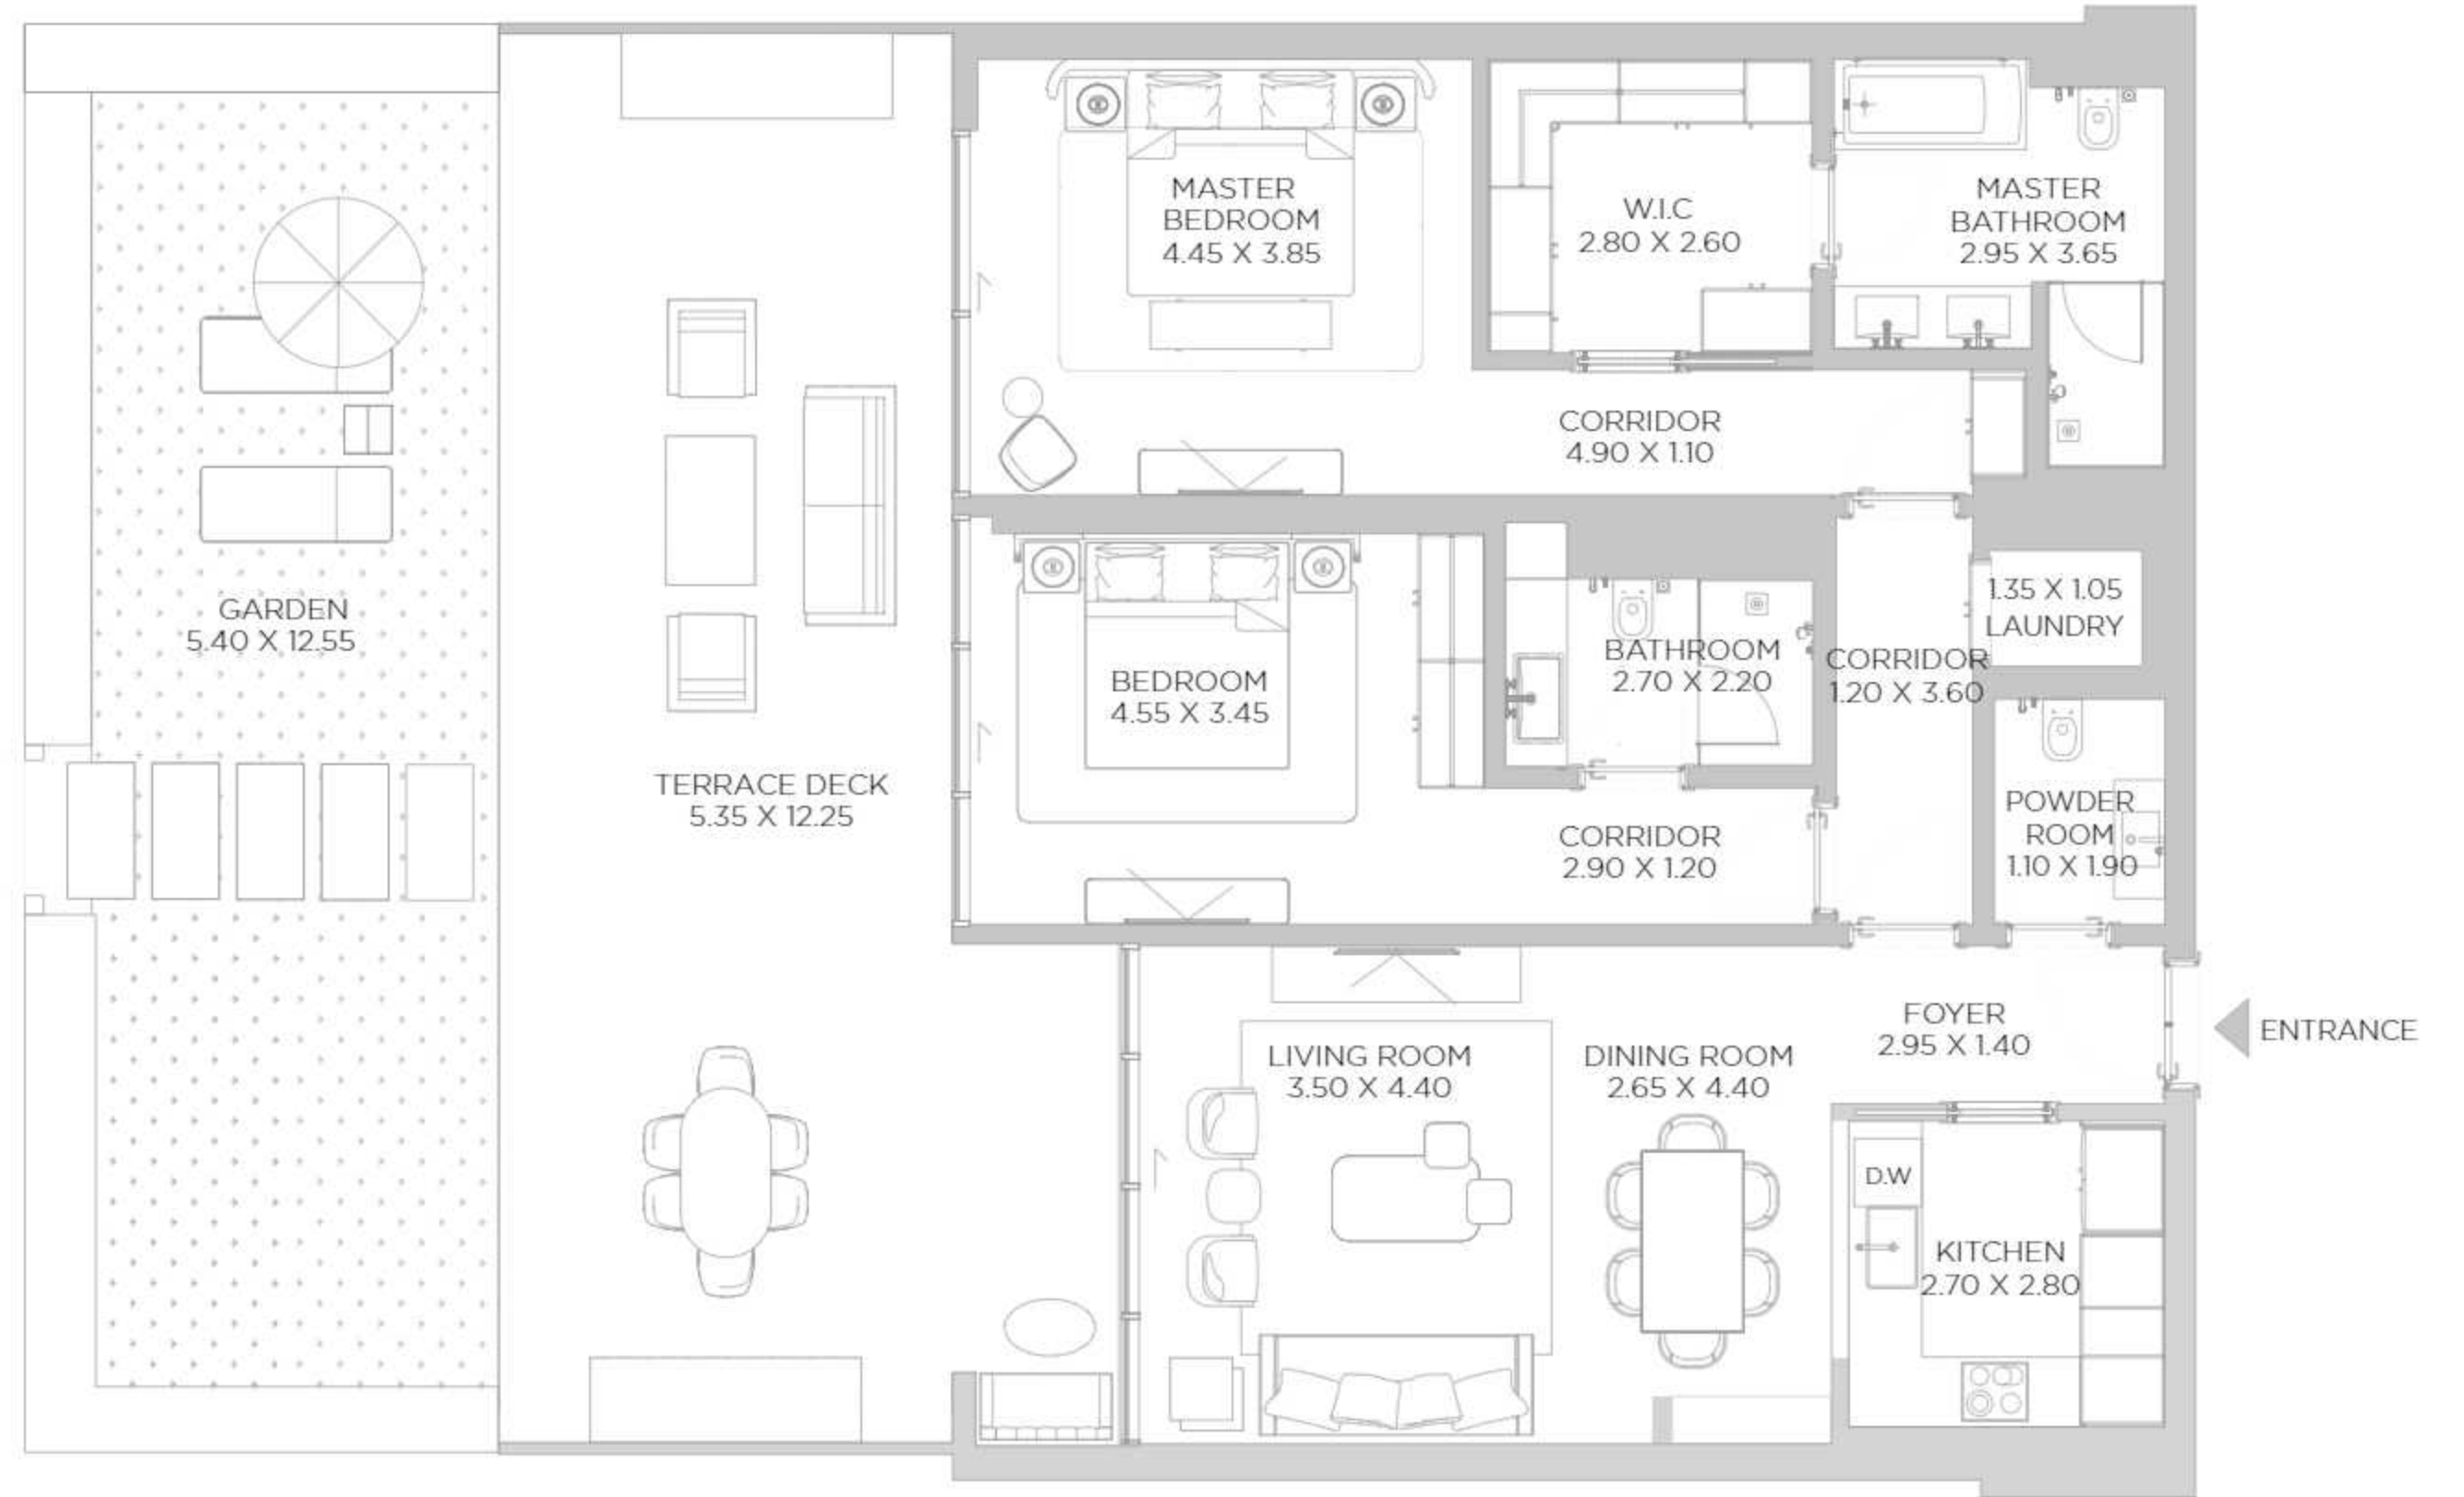 MASTER
BEDROOM
4.45 X 3.85
W.I.C
2.80 X 2.60
MASTER
BATHROOM
2.95 X 3.65
CORRIDOR
4.90 X 1.10
GARDEN
5.40 X 12.55
TERRACE DECK
5.35 X 12.25
BEDROOM
4.55 X 3.45
BATHROOM
2.70 X 2.20
CORRIDOR
1.20 X 3.60
1.35 X 1.05
LAUNDRY
CORRIDOR
2.90 X 1.20
POWDER
ROOM
1.10 X 1.90
LIVING ROOM
3.50 X 4.40
DINING ROOM
2.65 X 4.40
FOYER
2.95 X 1.40
ENTRANCE
D.W
KITCHEN
2.70 X 2.80